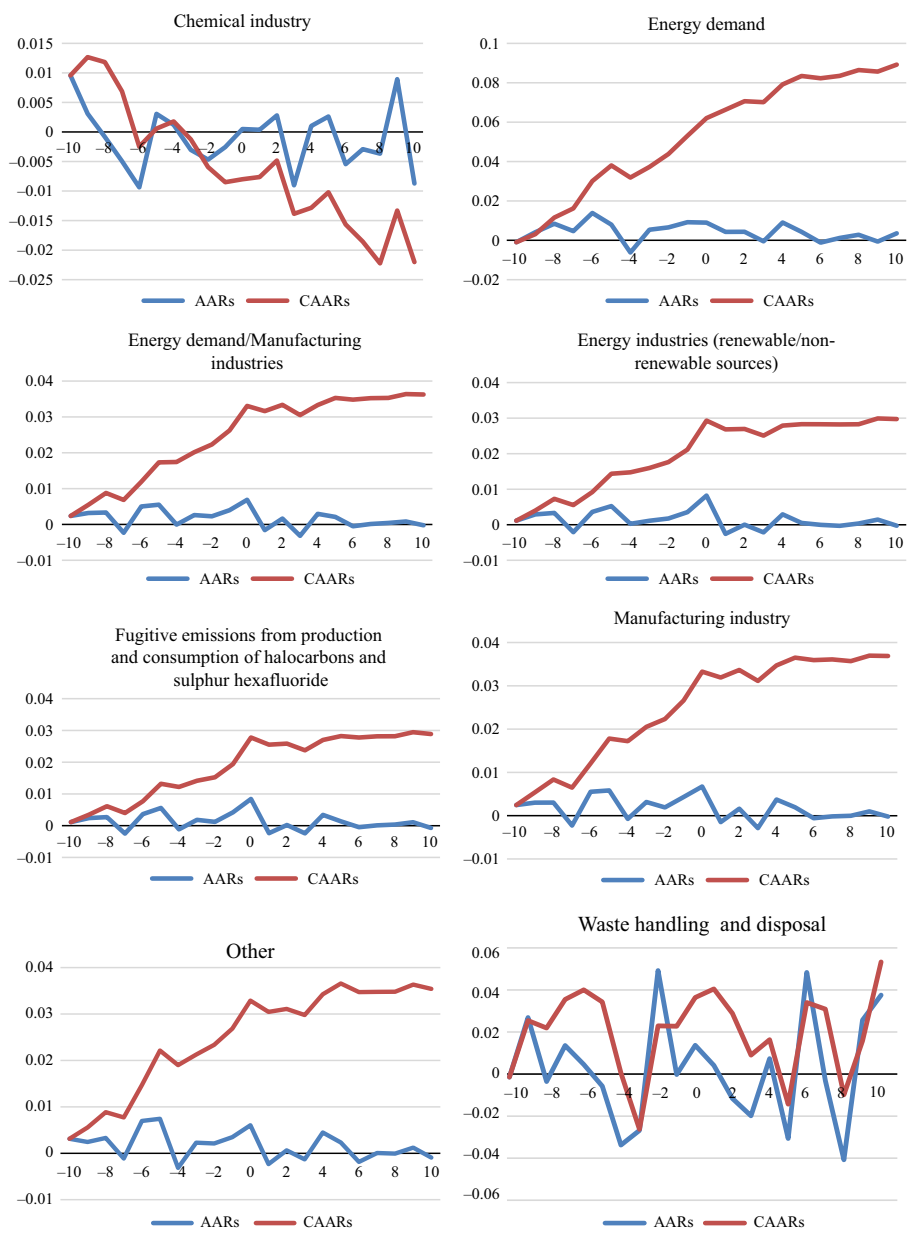 Chemical industry
0.015
0.01
0.005
0
–0.005
–0.01
–0.015
–0.02
–0.025
–10 –8 –6 –4 –2 0 2 4 6 8 10
AARs CAARs
Energy demand
0.1
0.08
0.06
0.04
0.02
0
–0.02
–10 –8 –6 –4 –2 0 2 4 6 8 10
AARs CAARs
Energy demand/Manufacturing
industries
0.04
0.03
0.02
0.01
0
–0.01
–10 –8 –6 –4 –2 0 2 4 6 8 10
AARs CAARs
Energy industries (renewable/non-
renewable sources)
0.04
0.03
0.02
0.01
0
–0.01
–10 –8 –6 –4 –2 0 2 4 6 8 10
AARs CAARs
Fugitive emissions from production
and consumption of halocarbons and
sulphur hexafluoride
0.04
0.03
0.02
0.01
0
–0.01
–10 –8 –6 –4 –2 0 2 4 6 8 10
AARs CAARs
Manufacturing industry
0.04
0.03
0.02
0.01
0
–0.01
–10 –8 –6 –4 –2 0 2 4 6 8 10
AARs CAARs
Other
0.04
0.03
0.02
0.01
0
–0.01
–10 –8 –6 –4 –2 0 2 4 6 8 10
AARs CAARs
Waste handling and disposal
0.06
0.04
0.02
0
–0.02
–0.04
–0.06
–10 –8 –6 –4 –2 0 2 4 6 8 10
AARs CAARs